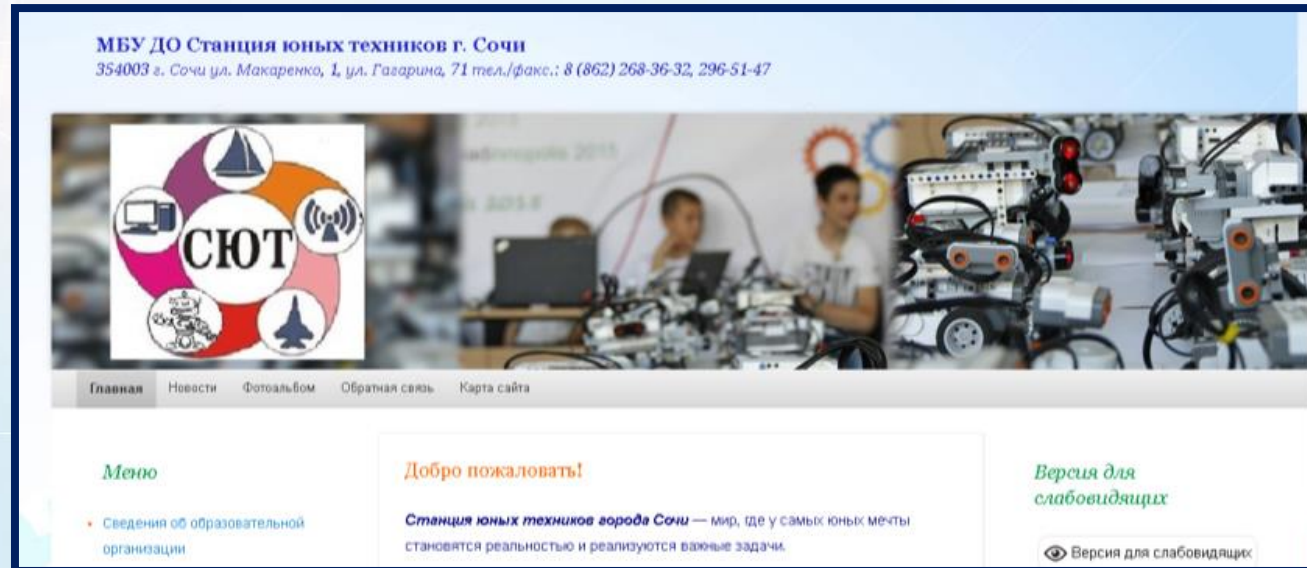 МБУ ДО Станция юных техников г. Сочи
354003 г. Сочи ул. Макаренко, 1, ул. Гагарина, 71 тел./факс.: 8 (862) 268-36-32, 296-51-47
2015
СЮТ
Главная Новости Фотоальбом Обратная связь Карта сайта
Меню
Сведения об образовательной
организации
Добро пожаловать!
Станция юных техников города Сочи — мир, где у самых юных мечты
становятся реальностью и реализуются важные задачи.
Версия для
слабовидящих
Версия для слабовидящих